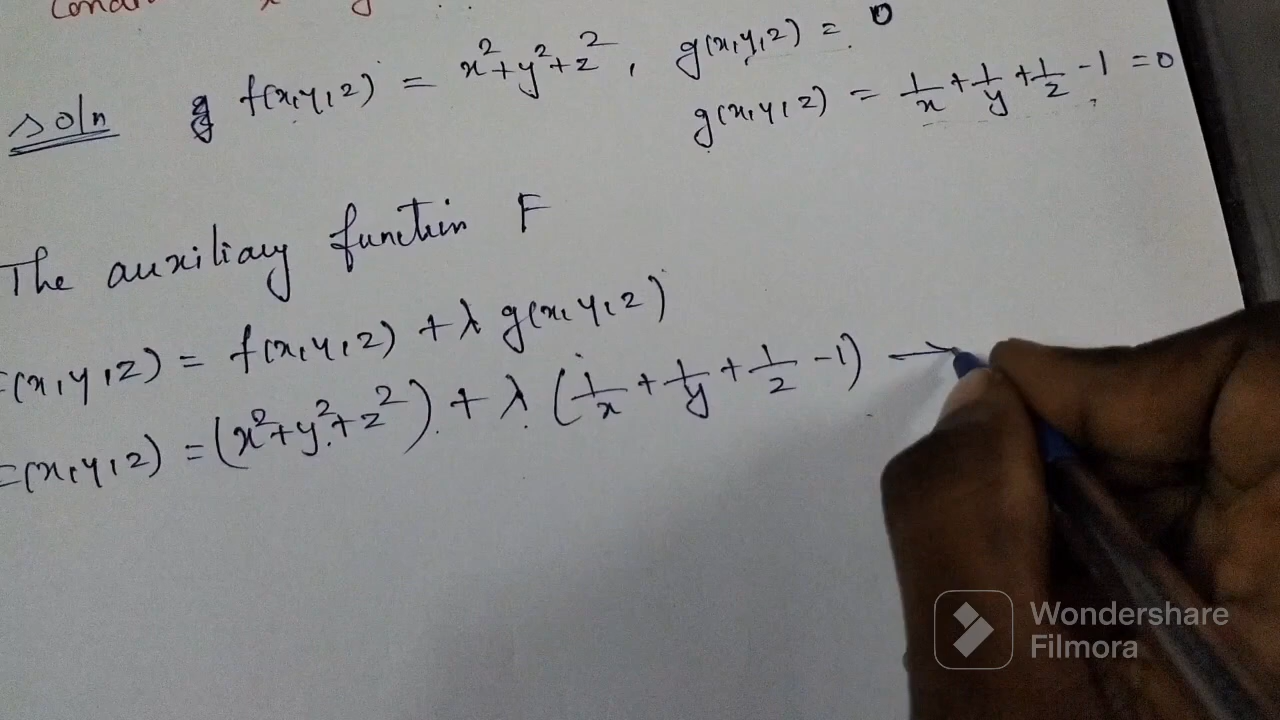 soln f(x,y,z) = x²+y²+z², g(x,y,z) = 0
g(x,y,z) = 1/x + 1/y + 1/z - 1 = 0
The auxiliary function F
(x,y,z) = f(x,y,z) + λ g(x,y,z)
=(x,y,z) = (x²+y²+z²) + λ (1/x + 1/y + 1/z - 1) →
Wondershare
Filmora